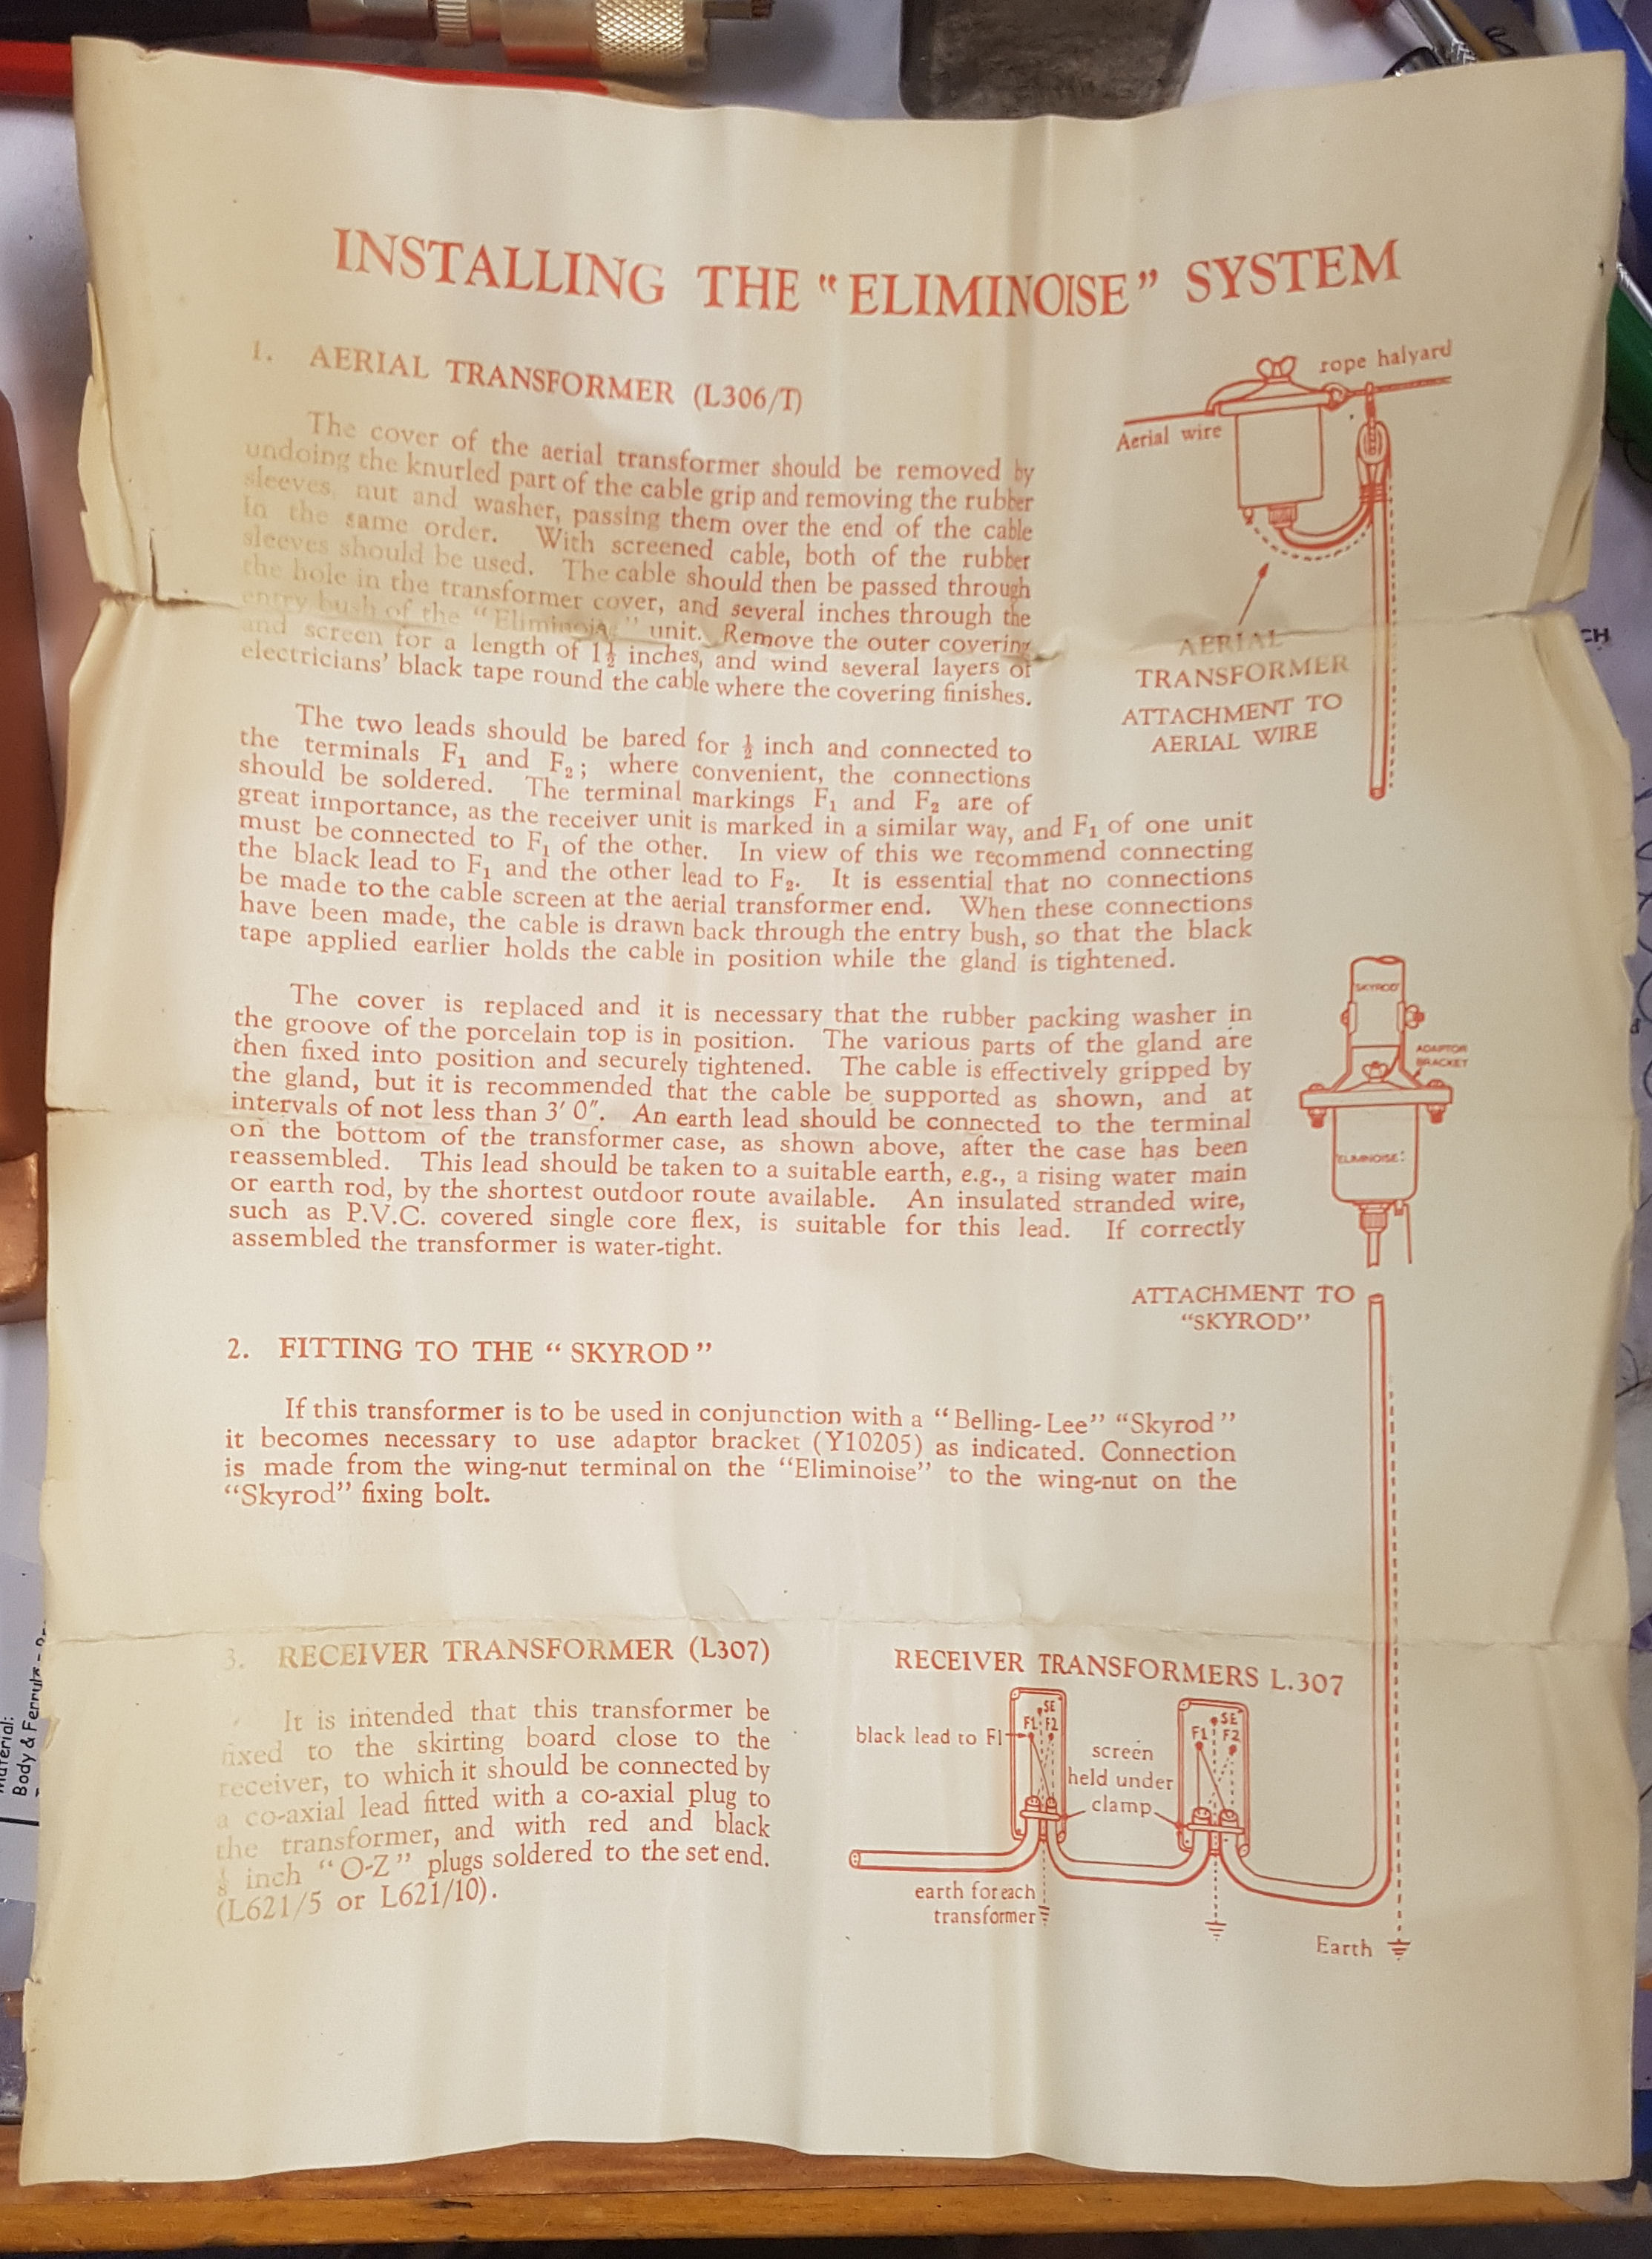 INSTALLING THE “ELIMINOISE” SYSTEM
1. AERIAL TRANSFORMER (L306/T)
The cover of the aerial transformer should be removed by
undoing the knurled part of the cable grip and removing the rubber
sleeves, nut and washer, passing them over the end of the cable
in the same order. With screened cable, both of the rubber
sleeves should be used. The cable should then be passed through
the hole in the transformer cover, and several inches through the
entry bush of the “Eliminoise” unit. Remove the outer covering
and screen for a length of 1½ inches, and wind several layers of
electricians’ black tape round the cable where the covering finishes.
The two leads should be bared for ½ inch and connected to
the terminals F₁ and F₂; where convenient, the connections
should be soldered. The terminal markings F₁ and F₂ are of
great importance, as the receiver unit is marked in a similar way, and F₁ of one unit
must be connected to F₁ of the other. In view of this we recommend connecting
the black lead to F₁ and the other lead to F₂. It is essential that no connections
be made to the cable screen at the aerial transformer end. When these connections
have been made, the cable is drawn back through the entry bush, so that the black
tape applied earlier holds the cable in position while the gland is tightened.
The cover is replaced and it is necessary that the rubber packing washer in
the groove of the porcelain top is in position. The various parts of the gland are
then fixed into position and securely tightened. The cable is effectively gripped by
the gland, but it is recommended that the cable be supported as shown, and at
intervals of not less than 3′ 0″. An earth lead should be connected to the terminal
on the bottom of the transformer case, as shown above, after the case has been
reassembled. This lead should be taken to a suitable earth, e.g., a rising water main
or earth rod, by the shortest outdoor route available. An insulated stranded wire,
such as P.V.C. covered single core flex, is suitable for this lead. If correctly
assembled the transformer is water-tight.
rope halyard
Aerial wire
AERIAL
TRANSFORMER
ATTACHMENT TO
AERIAL WIRE
SKYROD
ADAPTOR
BRACKET
ELIMINOISE
ATTACHMENT TO
“SKYROD”
2. FITTING TO THE “SKYROD”
If this transformer is to be used in conjunction with a “Belling-Lee” “Skyrod”
it becomes necessary to use adaptor bracket (Y10205) as indicated. Connection
is made from the wing-nut terminal on the “Eliminoise” to the wing-nut on the
“Skyrod” fixing bolt.
3. RECEIVER TRANSFORMER (L307)
It is intended that this transformer be
fixed to the skirting board close to the
receiver, to which it should be connected by
a co-axial lead fitted with a co-axial plug to
the transformer, and with red and black
⅛ inch “O-Z” plugs soldered to the set end.
(L621/5 or L621/10).
RECEIVER TRANSFORMERS L.307
SE
F1 F2
black lead to F1
screen
held under
clamp
SE
F1 F2
earth for each
transformer
Earth
CH
Material:
Body & Ferrule -